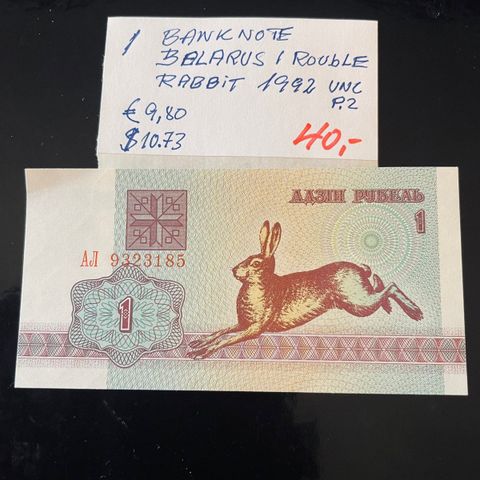 1 BANKNOTE
BELARUS 1 ROUBLE
RABBIT 1992 UNC
P.2
€ 9,80
$10.73
40,-
АДЗІН РУБЕЛЬ
1
АЛ 9323185
1